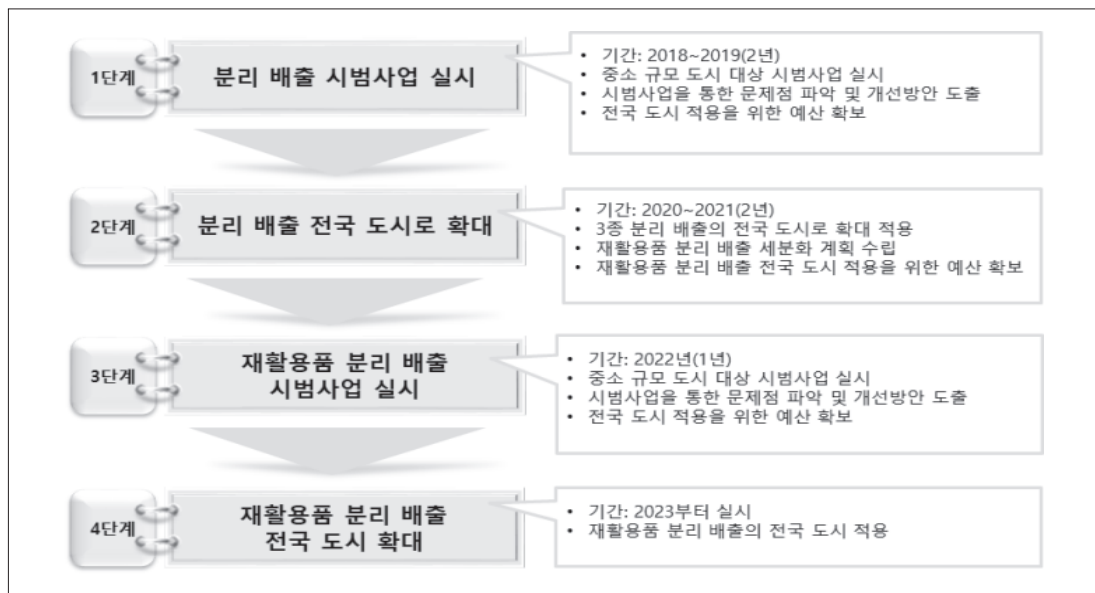 1단계
분리 배출 시범사업 실시
• 기간: 2018~2019(2년)
• 중소 규모 도시 대상 시범사업 실시
• 시범사업을 통한 문제점 파악 및 개선방안 도출
• 전국 도시 적용을 위한 예산 확보
2단계
분리 배출 전국 도시로 확대
• 기간: 2020~2021(2년)
• 3종 분리 배출의 전국 도시로 확대 적용
• 재활용품 분리 배출 세분화 계획 수립
• 재활용품 분리 배출 전국 도시 적용을 위한 예산 확보
3단계
재활용품 분리 배출
시범사업 실시
• 기간: 2022년(1년)
• 중소 규모 도시 대상 시범사업 실시
• 시범사업을 통한 문제점 파악 및 개선방안 도출
• 전국 도시 적용을 위한 예산 확보
4단계
재활용품 분리 배출
전국 도시 확대
• 기간: 2023부터 실시
• 재활용품 분리 배출의 전국 도시 적용